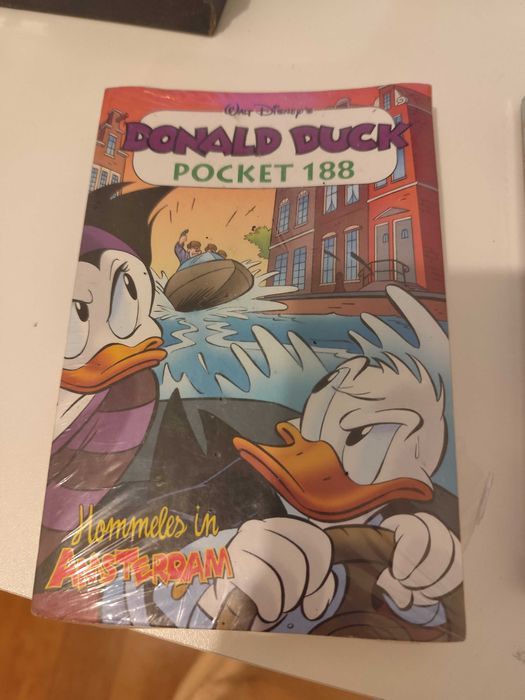 Walt Disney's
DONALD DUCK
POCKET 188
Hommeles in
AMSTERDAM